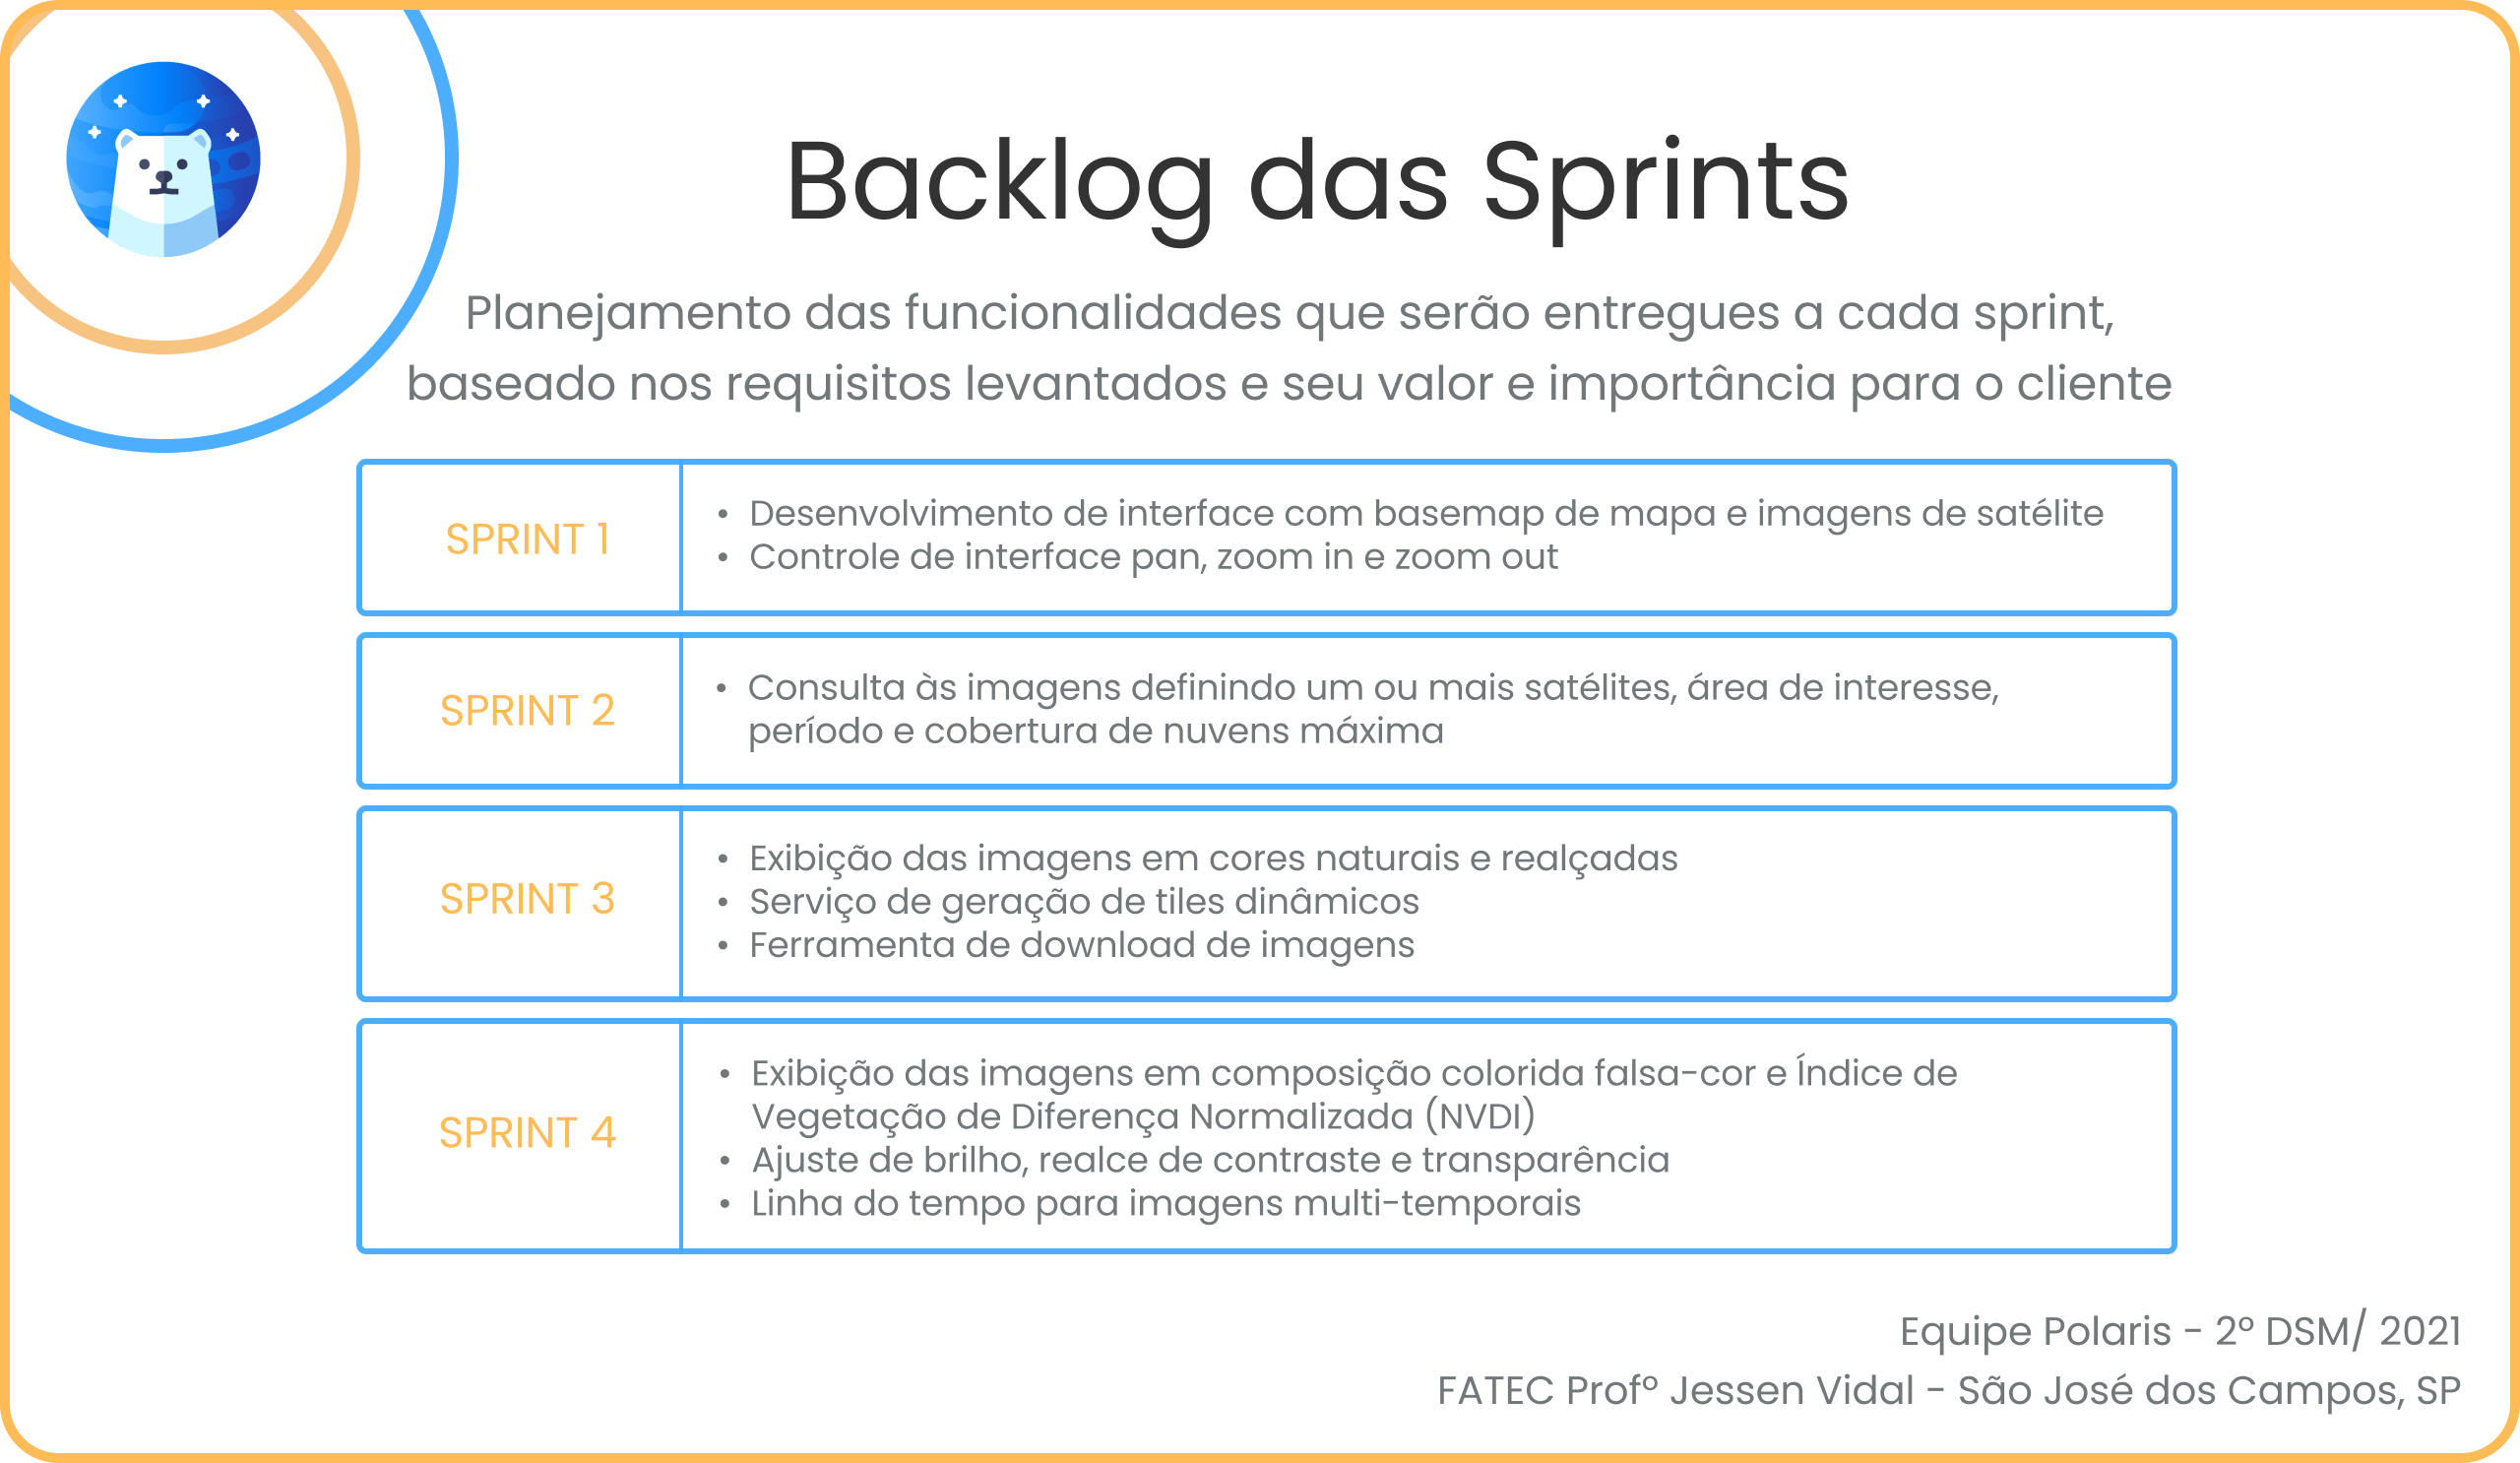 Backlog das Sprints
Planejamento das funcionalidades que serão entregues a cada sprint,
baseado nos requisitos levantados e seu valor e importância para o cliente
SPRINT 1
• Desenvolvimento de interface com basemap de mapa e imagens de satélite
• Controle de interface pan, zoom in e zoom out
SPRINT 2
• Consulta às imagens definindo um ou mais satélites, área de interesse,
período e cobertura de nuvens máxima
SPRINT 3
• Exibição das imagens em cores naturais e realçadas
• Serviço de geração de tiles dinâmicos
• Ferramenta de download de imagens
SPRINT 4
• Exibição das imagens em composição colorida falsa-cor e Índice de
Vegetação de Diferença Normalizada (NVDI)
• Ajuste de brilho, realce de contraste e transparência
• Linha do tempo para imagens multi-temporais
Equipe Polaris - 2º DSM/ 2021
FATEC Profº Jessen Vidal - São José dos Campos, SP